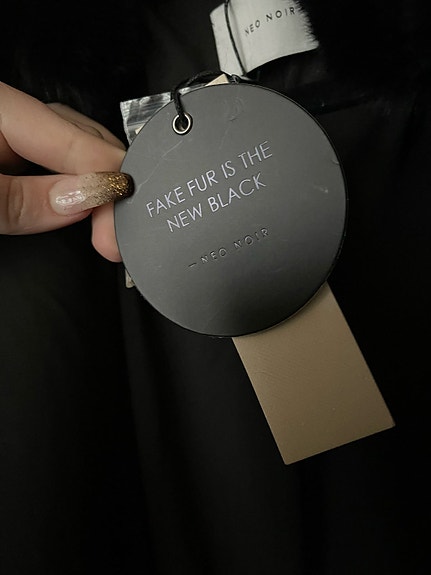 NEO NOIR
FAKE FUR IS THE
NEW BLACK
— NEO NOIR